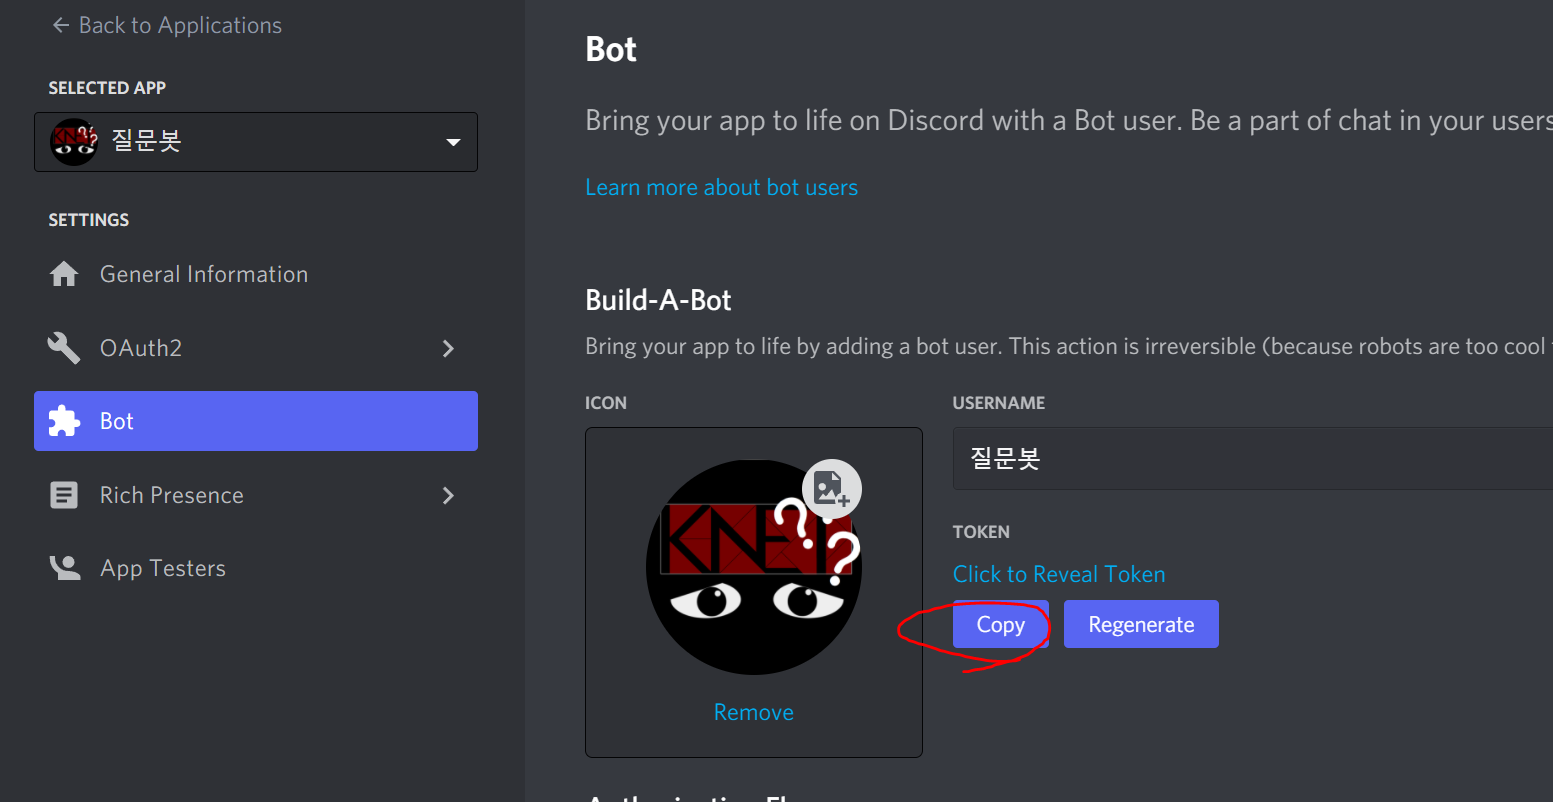 Back to Applications
SELECTED APP
질문봇
SETTINGS
General Information
OAuth2
Bot
Rich Presence
App Testers
Bot
Bring your app to life on Discord with a Bot user. Be a part of chat in your users
Learn more about bot users
Build-A-Bot
Bring your app to life by adding a bot user. This action is irreversible (because robots are too cool
ICON
KNET
??
Remove
USERNAME
질문봇
TOKEN
Click to Reveal Token
Copy
Regenerate